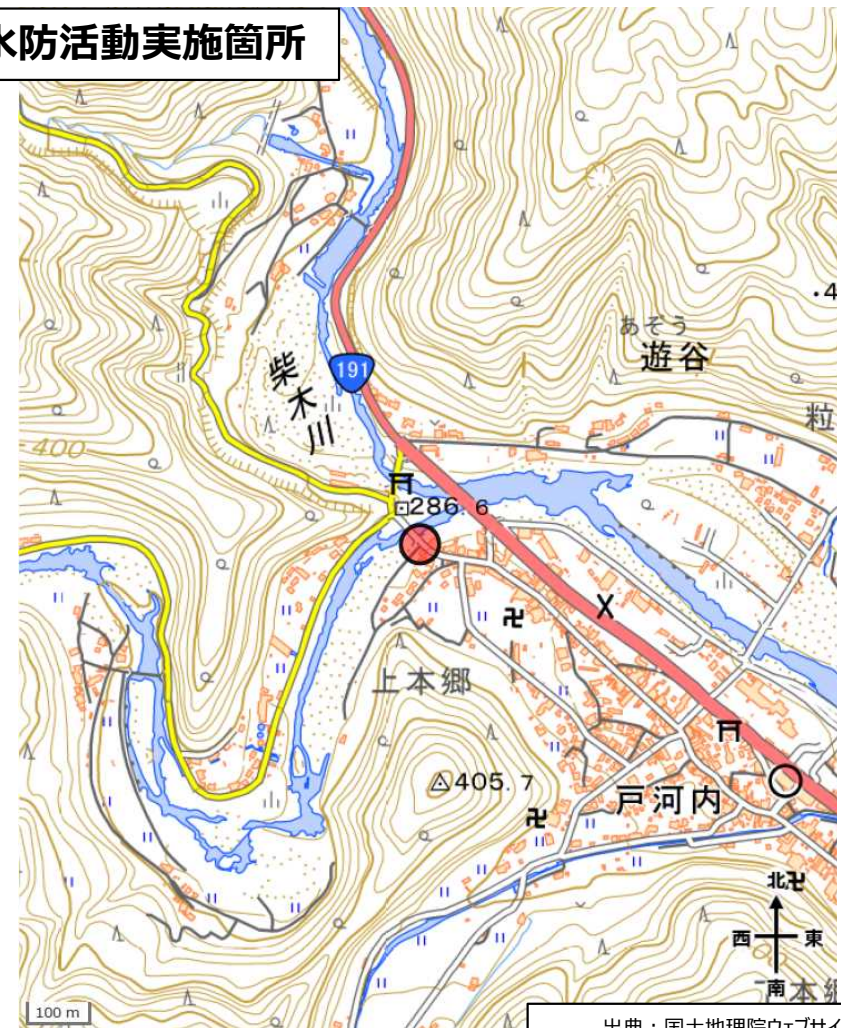 水防活動実施箇所
あぞう
遊谷
191
柴木川
粒
400
286.6
上本郷
405.7
戸河内
北
西 東
南
本郷
100 m
出典：国土地理院ウェブサイ